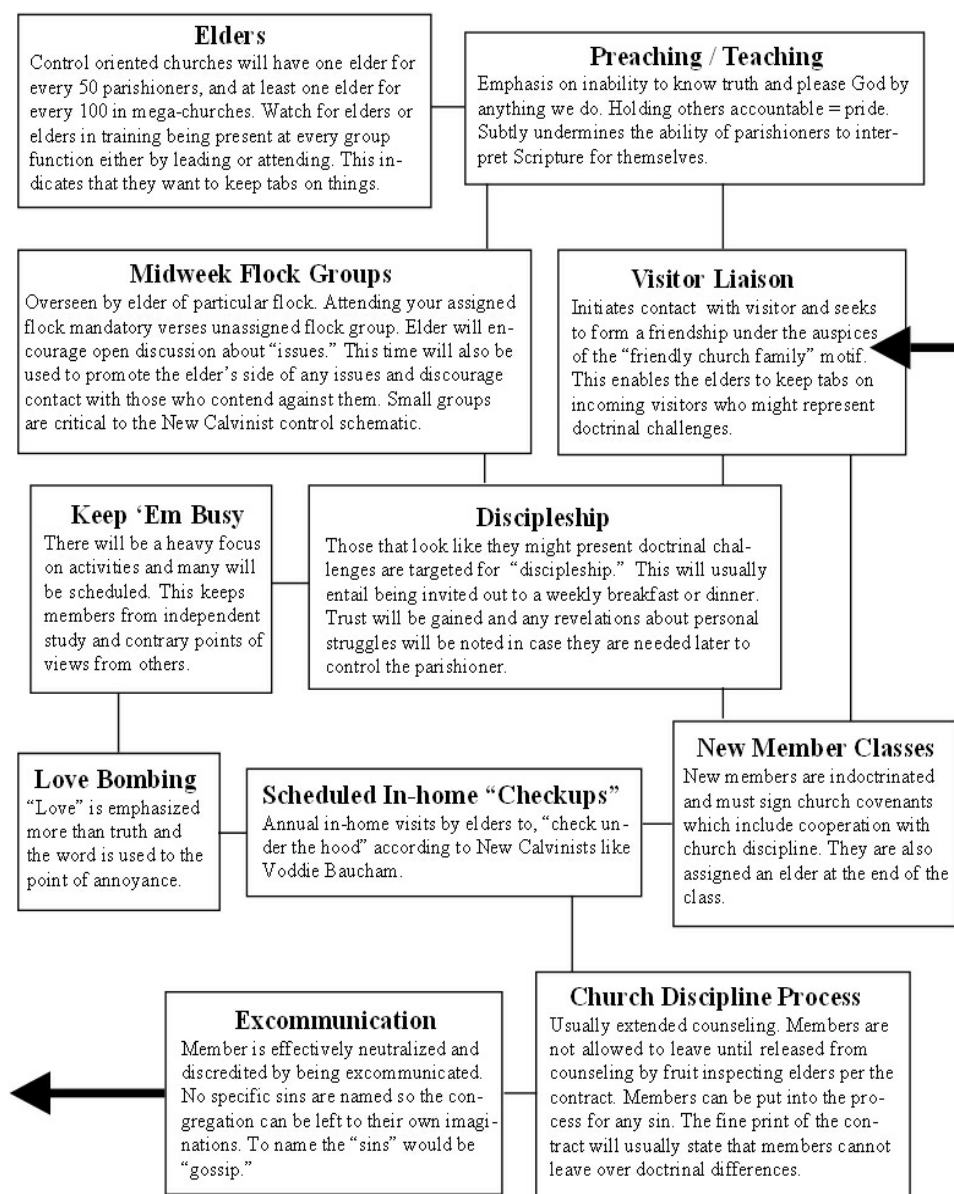 Elders
Control oriented churches will have one elder for
every 50 parishioners, and at least one elder for
every 100 in mega-churches. Watch for elders or
elders in training being present at every group
function either by leading or attending. This in-
dicates that they want to keep tabs on things.
Preaching / Teaching
Emphasis on inability to know truth and please God by
anything we do. Holding others accountable = pride.
Subtly undermines the ability of parishioners to inter-
pret Scripture for themselves.
Midweek Flock Groups
Overseen by elder of particular flock. Attending your assigned
flock mandatory verses unassigned flock group. Elder will en-
courage open discussion about “issues.” This time will also be
used to promote the elder’s side of any issues and discourage
contact with those who contend against them. Small groups
are critical to the New Calvinist control schematic.
Visitor Liaison
Initiates contact with visitor and seeks
to form a friendship under the auspices
of the “friendly church family” motif.
This enables the elders to keep tabs on
incoming visitors who might represent
doctrinal challenges.
Keep ‘Em Busy
There will be a heavy focus
on activities and many will
be scheduled. This keeps
members from independent
study and contrary points of
views from others.
Discipleship
Those that look like they might present doctrinal chal-
lenges are targeted for “discipleship.” This will usually
entail being invited out to a weekly breakfast or dinner.
Trust will be gained and any revelations about personal
struggles will be noted in case they are needed later to
control the parishioner.
Love Bombing
“Love” is emphasized
more than truth and
the word is used to the
point of annoyance.
Scheduled In-home “Checkups”
Annual in-home visits by elders to, “check un-
der the hood” according to New Calvinists like
Voddie Baucham.
New Member Classes
New members are indoctrinated
and must sign church covenants
which include cooperation with
church discipline. They are also
assigned an elder at the end of the
class.
Excommunication
Member is effectively neutralized and
discredited by being excommunicated.
No specific sins are named so the con-
gregation can be left to their own imagi-
nations. To name the “sins” would be
“gossip.”
Church Discipline Process
Usually extended counseling. Members are
not allowed to leave until released from
counseling by fruit inspecting elders per the
contract. Members can be put into the pro-
cess for any sin. The fine print of the con-
tract will usually state that members cannot
leave over doctrinal differences.